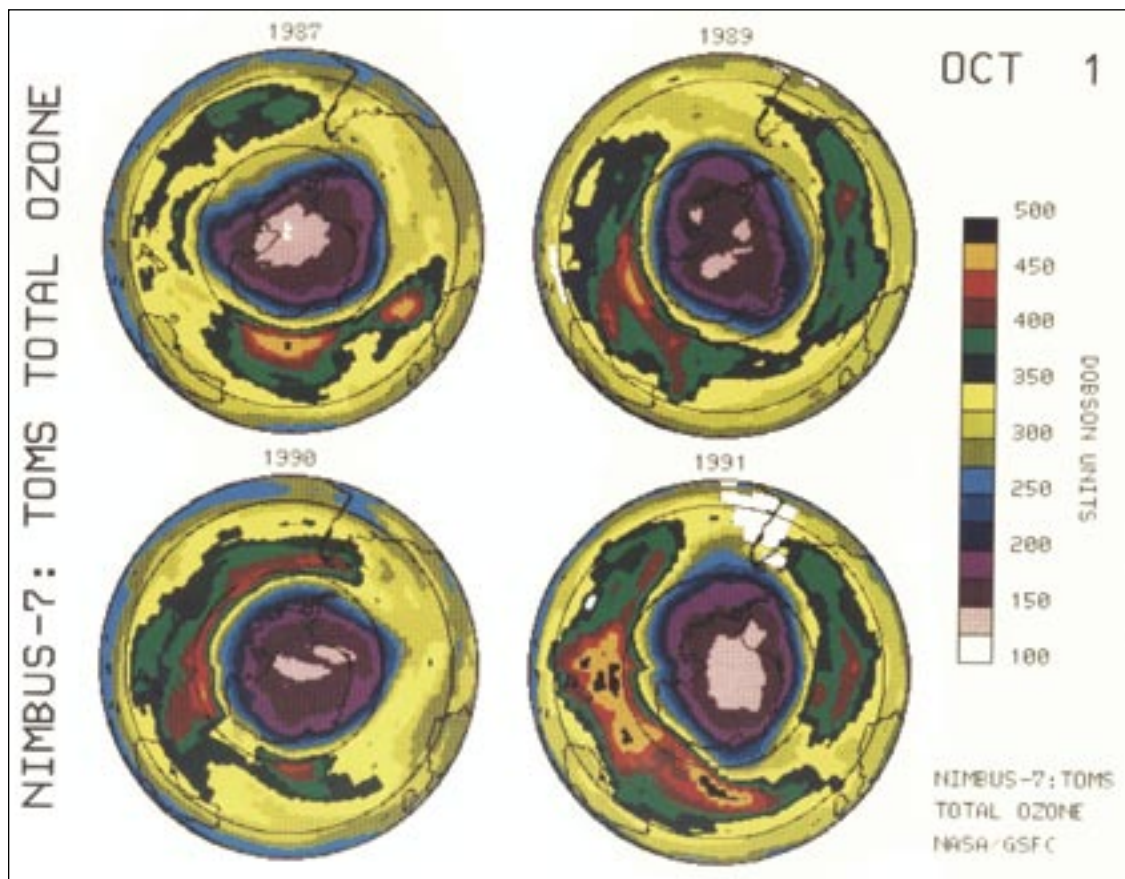 NIMBUS-7: TOMS TOTAL OZONE
1987
1989
OCT 1
1990
1991
500
450
400
350
300
250
200
150
100
DOBSON UNITS
NIMBUS-7:TOMS
TOTAL OZONE
NASA/GSFC